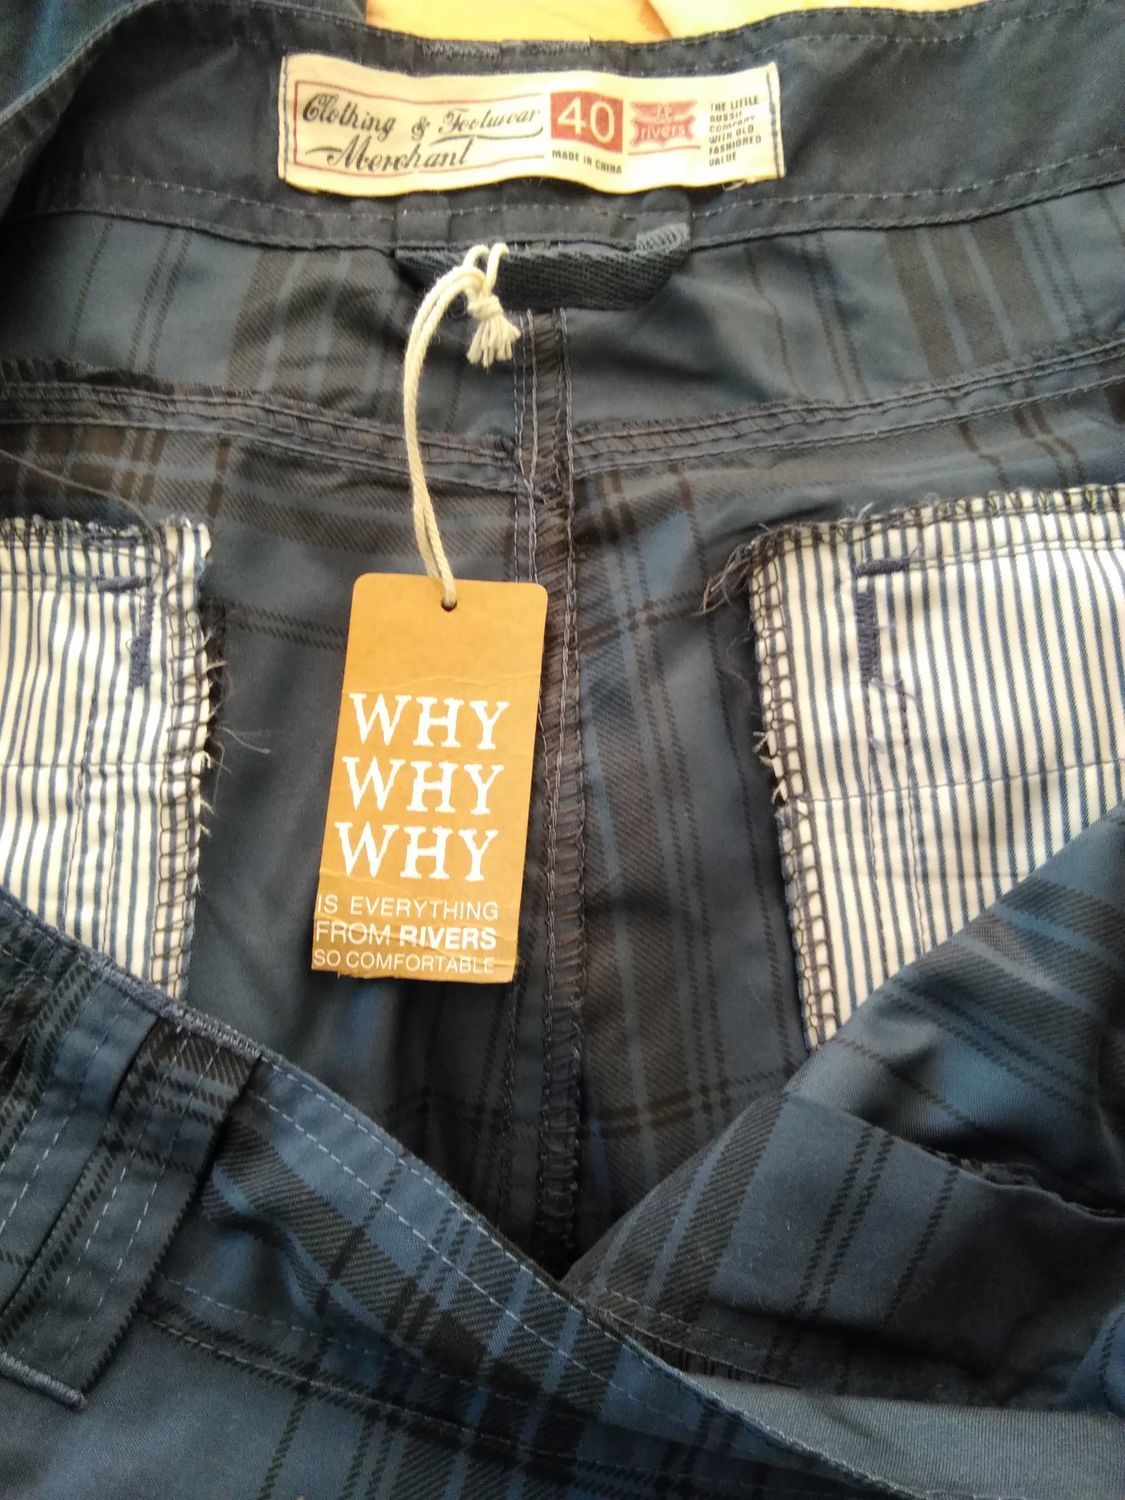 Clothing & Footwear
Merchant
40
MADE IN CHINA
rivers
THE LITTLE
AUSSIE
COMPANY
WITH OLD
FASHIONED
VALUE
WHY
WHY
WHY
IS EVERYTHING
FROM RIVERS
SO COMFORTABLE